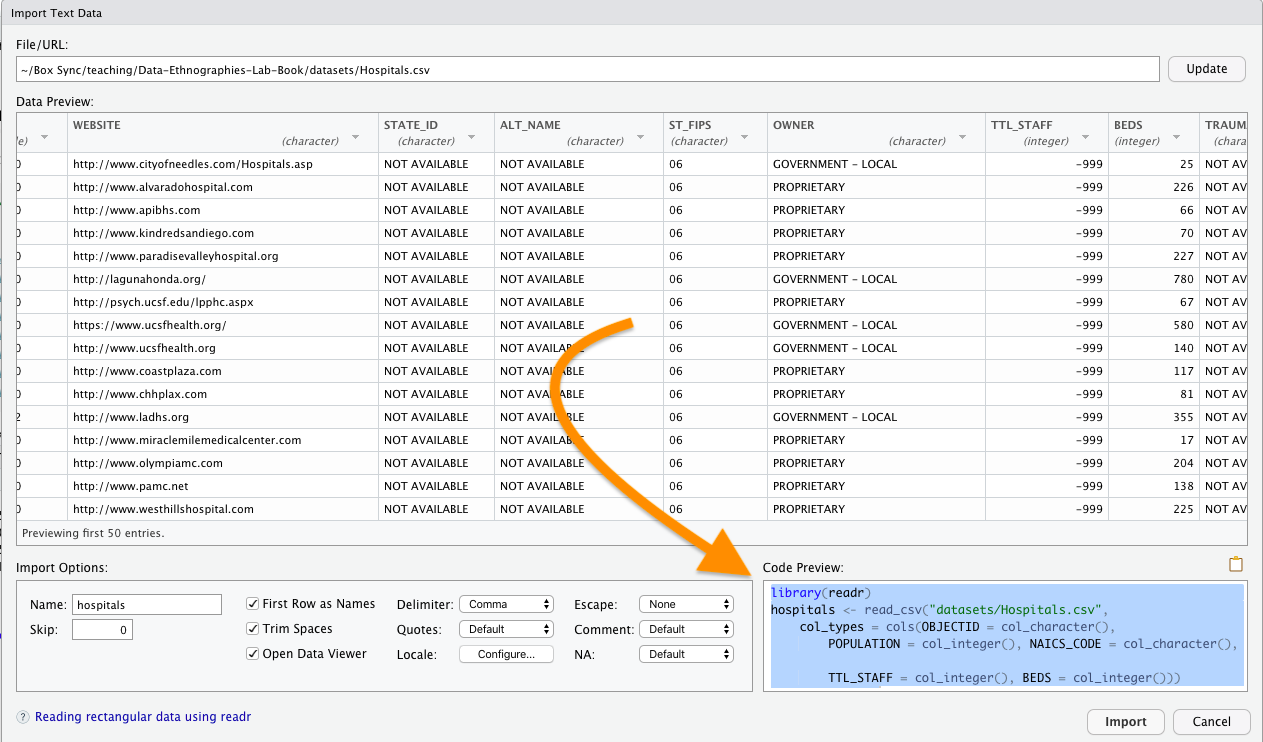 Import Text Data
File/URL:
~/Box Sync/teaching/Data-Ethnographies-Lab-Book/datasets/Hospitals.csv Update
Data Preview:
WEBSITE STATE_ID ALT_NAME ST_FIPS OWNER TTL_STAFF BEDS TRAUM
le) (character) (character) (character) (character) (character) (integer) (integer) (chara
0 http://www.cityofneedles.com/Hospitals.asp NOT AVAILABLE NOT AVAILABLE 06 GOVERNMENT - LOCAL -999 25 NOT AV
0 http://www.alvaradohospital.com NOT AVAILABLE NOT AVAILABLE 06 PROPRIETARY -999 226 NOT AV
0 http://www.apibhs.com NOT AVAILABLE NOT AVAILABLE 06 PROPRIETARY -999 66 NOT AV
0 http://www.kindredsandiego.com NOT AVAILABLE NOT AVAILABLE 06 PROPRIETARY -999 70 NOT AV
0 http://www.paradisevalleyhospital.org NOT AVAILABLE NOT AVAILABLE 06 PROPRIETARY -999 227 NOT AV
0 http://lagunahonda.org/ NOT AVAILABLE NOT AVAILABLE 06 GOVERNMENT - LOCAL -999 780 NOT AV
0 http://psych.ucsf.edu/lpphc.aspx NOT AVAILABLE NOT AVAILABLE 06 PROPRIETARY -999 67 NOT AV
0 https://www.ucsfhealth.org/ NOT AVAILABLE NOT AVAILABLE 06 GOVERNMENT - LOCAL -999 580 NOT AV
0 http://www.ucsfhealth.org NOT AVAILABLE NOT AVAILABLE 06 GOVERNMENT - LOCAL -999 140 NOT AV
0 http://www.coastplaza.com NOT AVAILABLE NOT AVAILABLE 06 PROPRIETARY -999 117 NOT AV
0 http://www.chhplax.com NOT AVAILABLE NOT AVAILABLE 06 PROPRIETARY -999 81 NOT AV
2 http://www.ladhs.org NOT AVAILABLE NOT AVAILABLE 06 GOVERNMENT - LOCAL -999 355 NOT AV
0 http://www.miraclemilemedicalcenter.com NOT AVAILABLE NOT AVAILABLE 06 PROPRIETARY -999 17 NOT AV
0 http://www.olympiamc.com NOT AVAILABLE NOT AVAILABLE 06 PROPRIETARY -999 204 NOT AV
0 http://www.pamc.net NOT AVAILABLE NOT AVAILABLE 06 PROPRIETARY -999 138 NOT AV
0 http://www.westhillshospital.com NOT AVAILABLE NOT AVAILABLE 06 PROPRIETARY -999 225 NOT AV
Previewing first 50 entries.
Import Options:
Name: hospitals First Row as Names Delimiter: Comma Escape: None
Skip: 0 Trim Spaces Quotes: Default Comment: Default
Open Data Viewer Locale: Configure... NA: Default
Code Preview:
library(readr)
hospitals <- read_csv("datasets/Hospitals.csv",
col_types = cols(OBJECTID = col_character(),
POPULATION = col_integer(), NAICS_CODE = col_character(),
TTL_STAFF = col_integer(), BEDS = col_integer()))
? Reading rectangular data using readr
Import Cancel